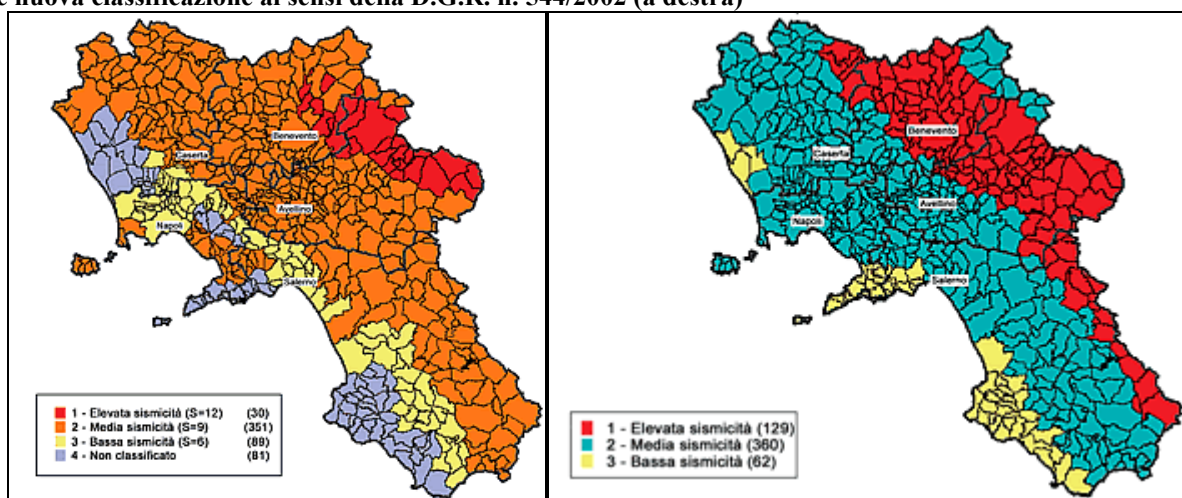 e nuova classificazione ai sensi della D.G.R. n. 544/2002 (a destra)
Benevento
Caserta
Avellino
Napoli
Salerno
1 - Elevata sismicità (S=12) (30)
2 - Media sismicità (S=9) (351)
3 - Bassa sismicità (S=6) (89)
4 - Non classificato (81)
Benevento
Caserta
Avellino
Napoli
Salerno
1 - Elevata sismicità (129)
2 - Media sismicità (360)
3 - Bassa sismicità (62)